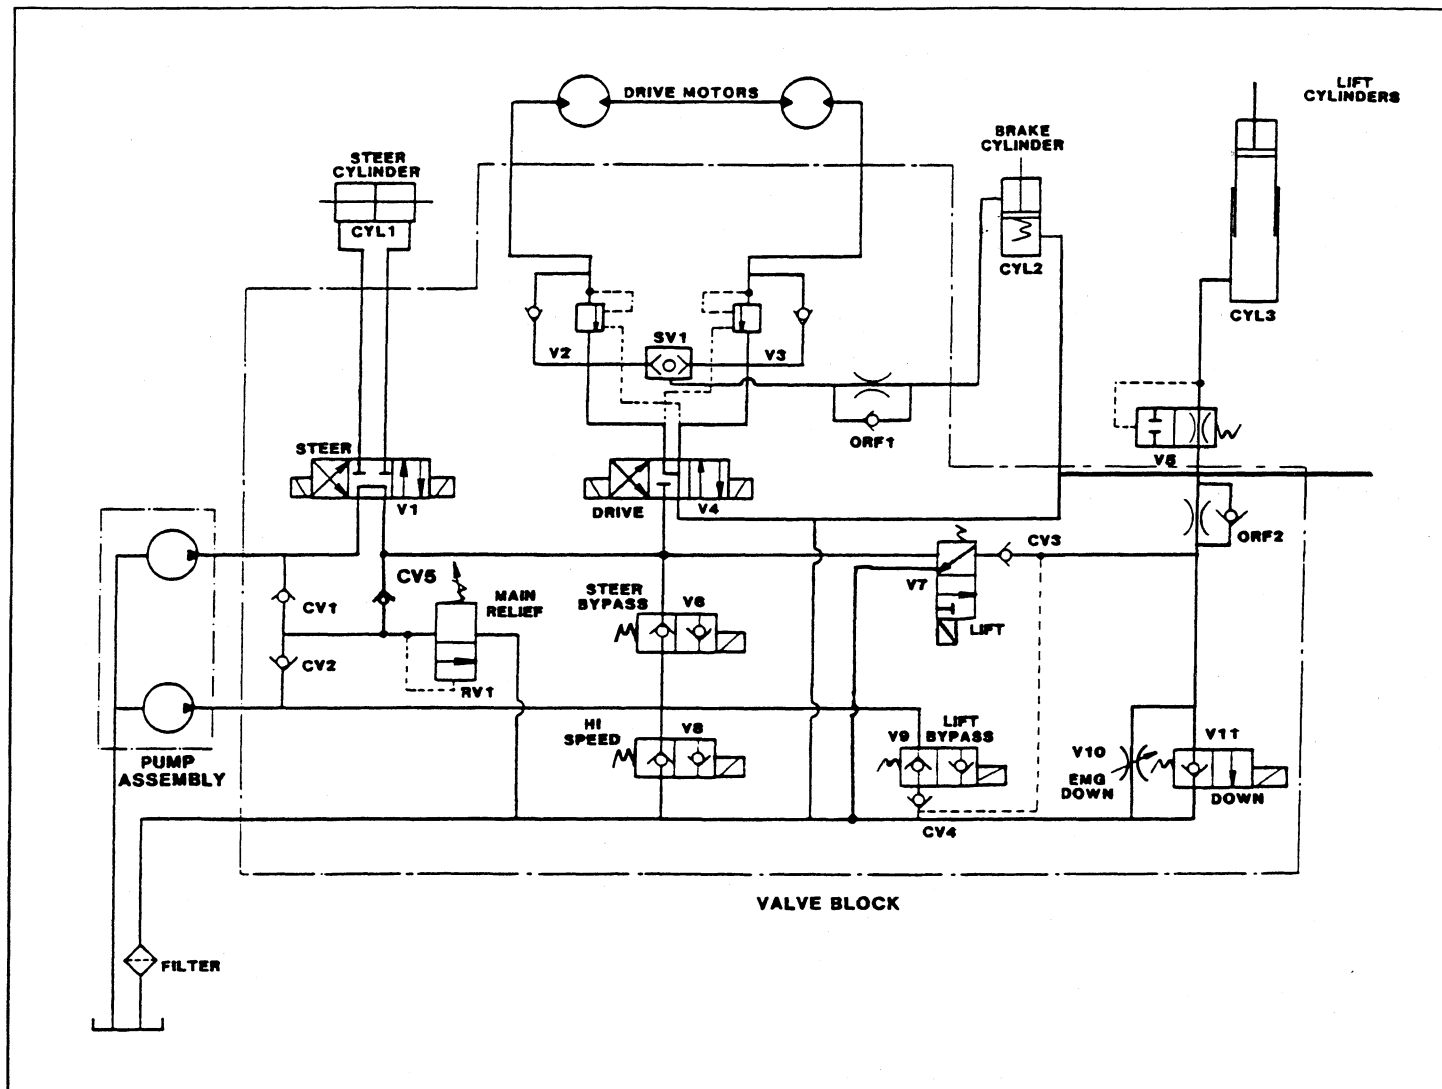 LIFT
CYLINDERS
DRIVE MOTORS
BRAKE
CYLINDER
STEER
CYLINDER
CYL1
CYL2
CYL3
SV1
V2
V3
ORF1
V5
STEER
V1
DRIVE
V4
ORF2
CV3
CV5
STEER
BYPASS
V6
V7
LIFT
MAIN
RELIEF
CV1
CV2
RV1
HI
SPEED
V8
V9
LIFT
BYPASS
V10
EMG
DOWN
V11
DOWN
PUMP
ASSEMBLY
CV4
VALVE BLOCK
FILTER